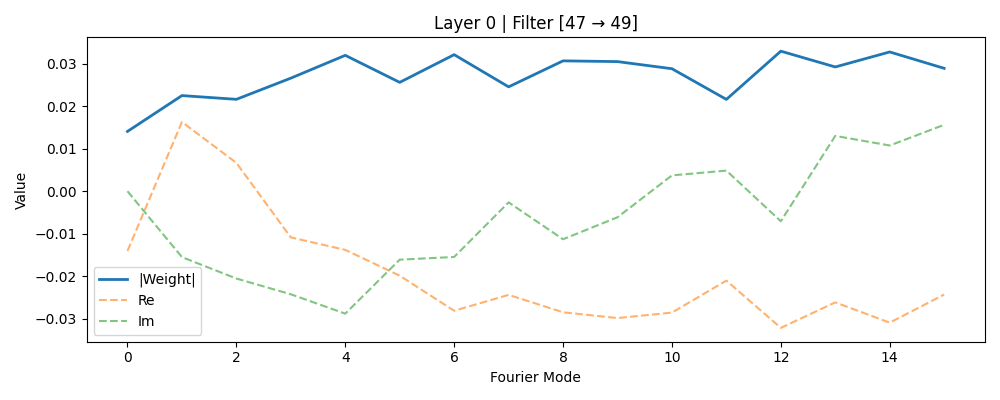 Layer 0 | Filter [47 → 49]
Value
0.03
0.02
0.01
0.00
−0.01
−0.02
−0.03
|Weight|
Re
Im
0 2 4 6 8 10 12 14
Fourier Mode